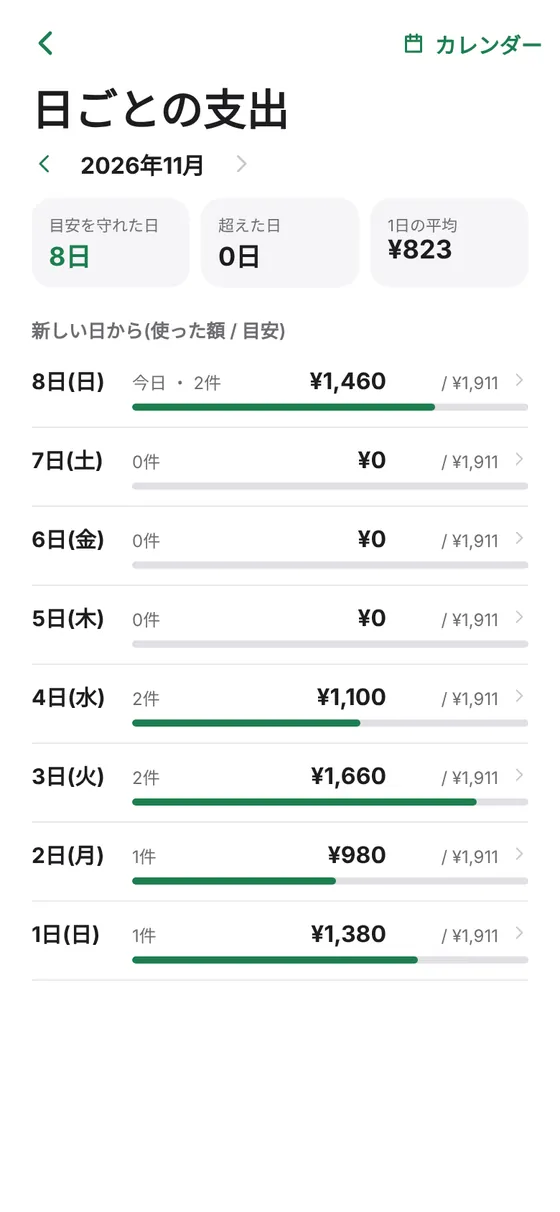 カレンダー
日ごとの支出
2026年11月
目安を守れた日
8日
超えた日
0日
1日の平均
¥823
新しい日から(使った額 / 目安)
8日(日) 今日 ・ 2件 ¥1,460 / ¥1,911
7日(土) 0件 ¥0 / ¥1,911
6日(金) 0件 ¥0 / ¥1,911
5日(木) 0件 ¥0 / ¥1,911
4日(水) 2件 ¥1,100 / ¥1,911
3日(火) 2件 ¥1,660 / ¥1,911
2日(月) 1件 ¥980 / ¥1,911
1日(日) 1件 ¥1,380 / ¥1,911